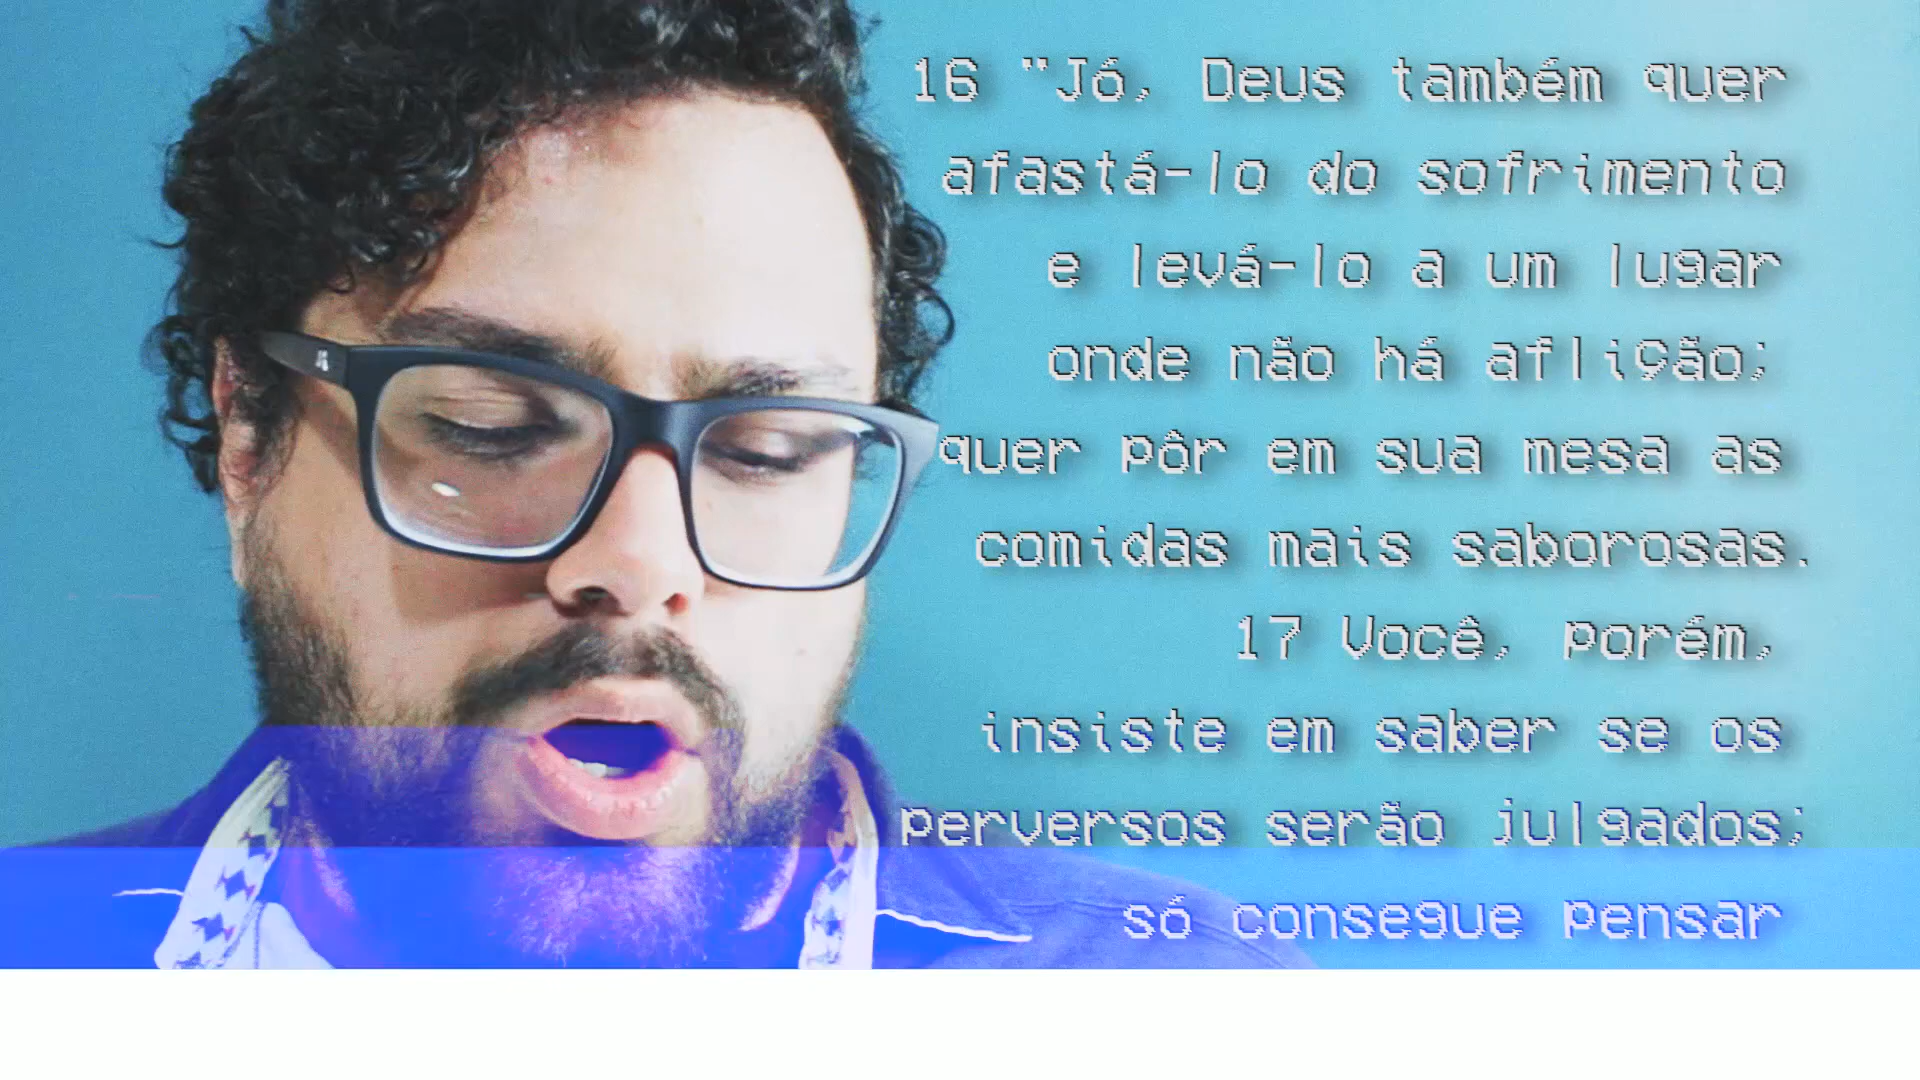 16 "Jó, Deus também quer
afastá-lo do sofrimento
e levá-lo a um lugar
onde não há aflição;
quer pôr em sua mesa as
comidas mais saborosas.
17 Você, porém,
insiste em saber se os
perversos serão julgados;
só consegue pensar